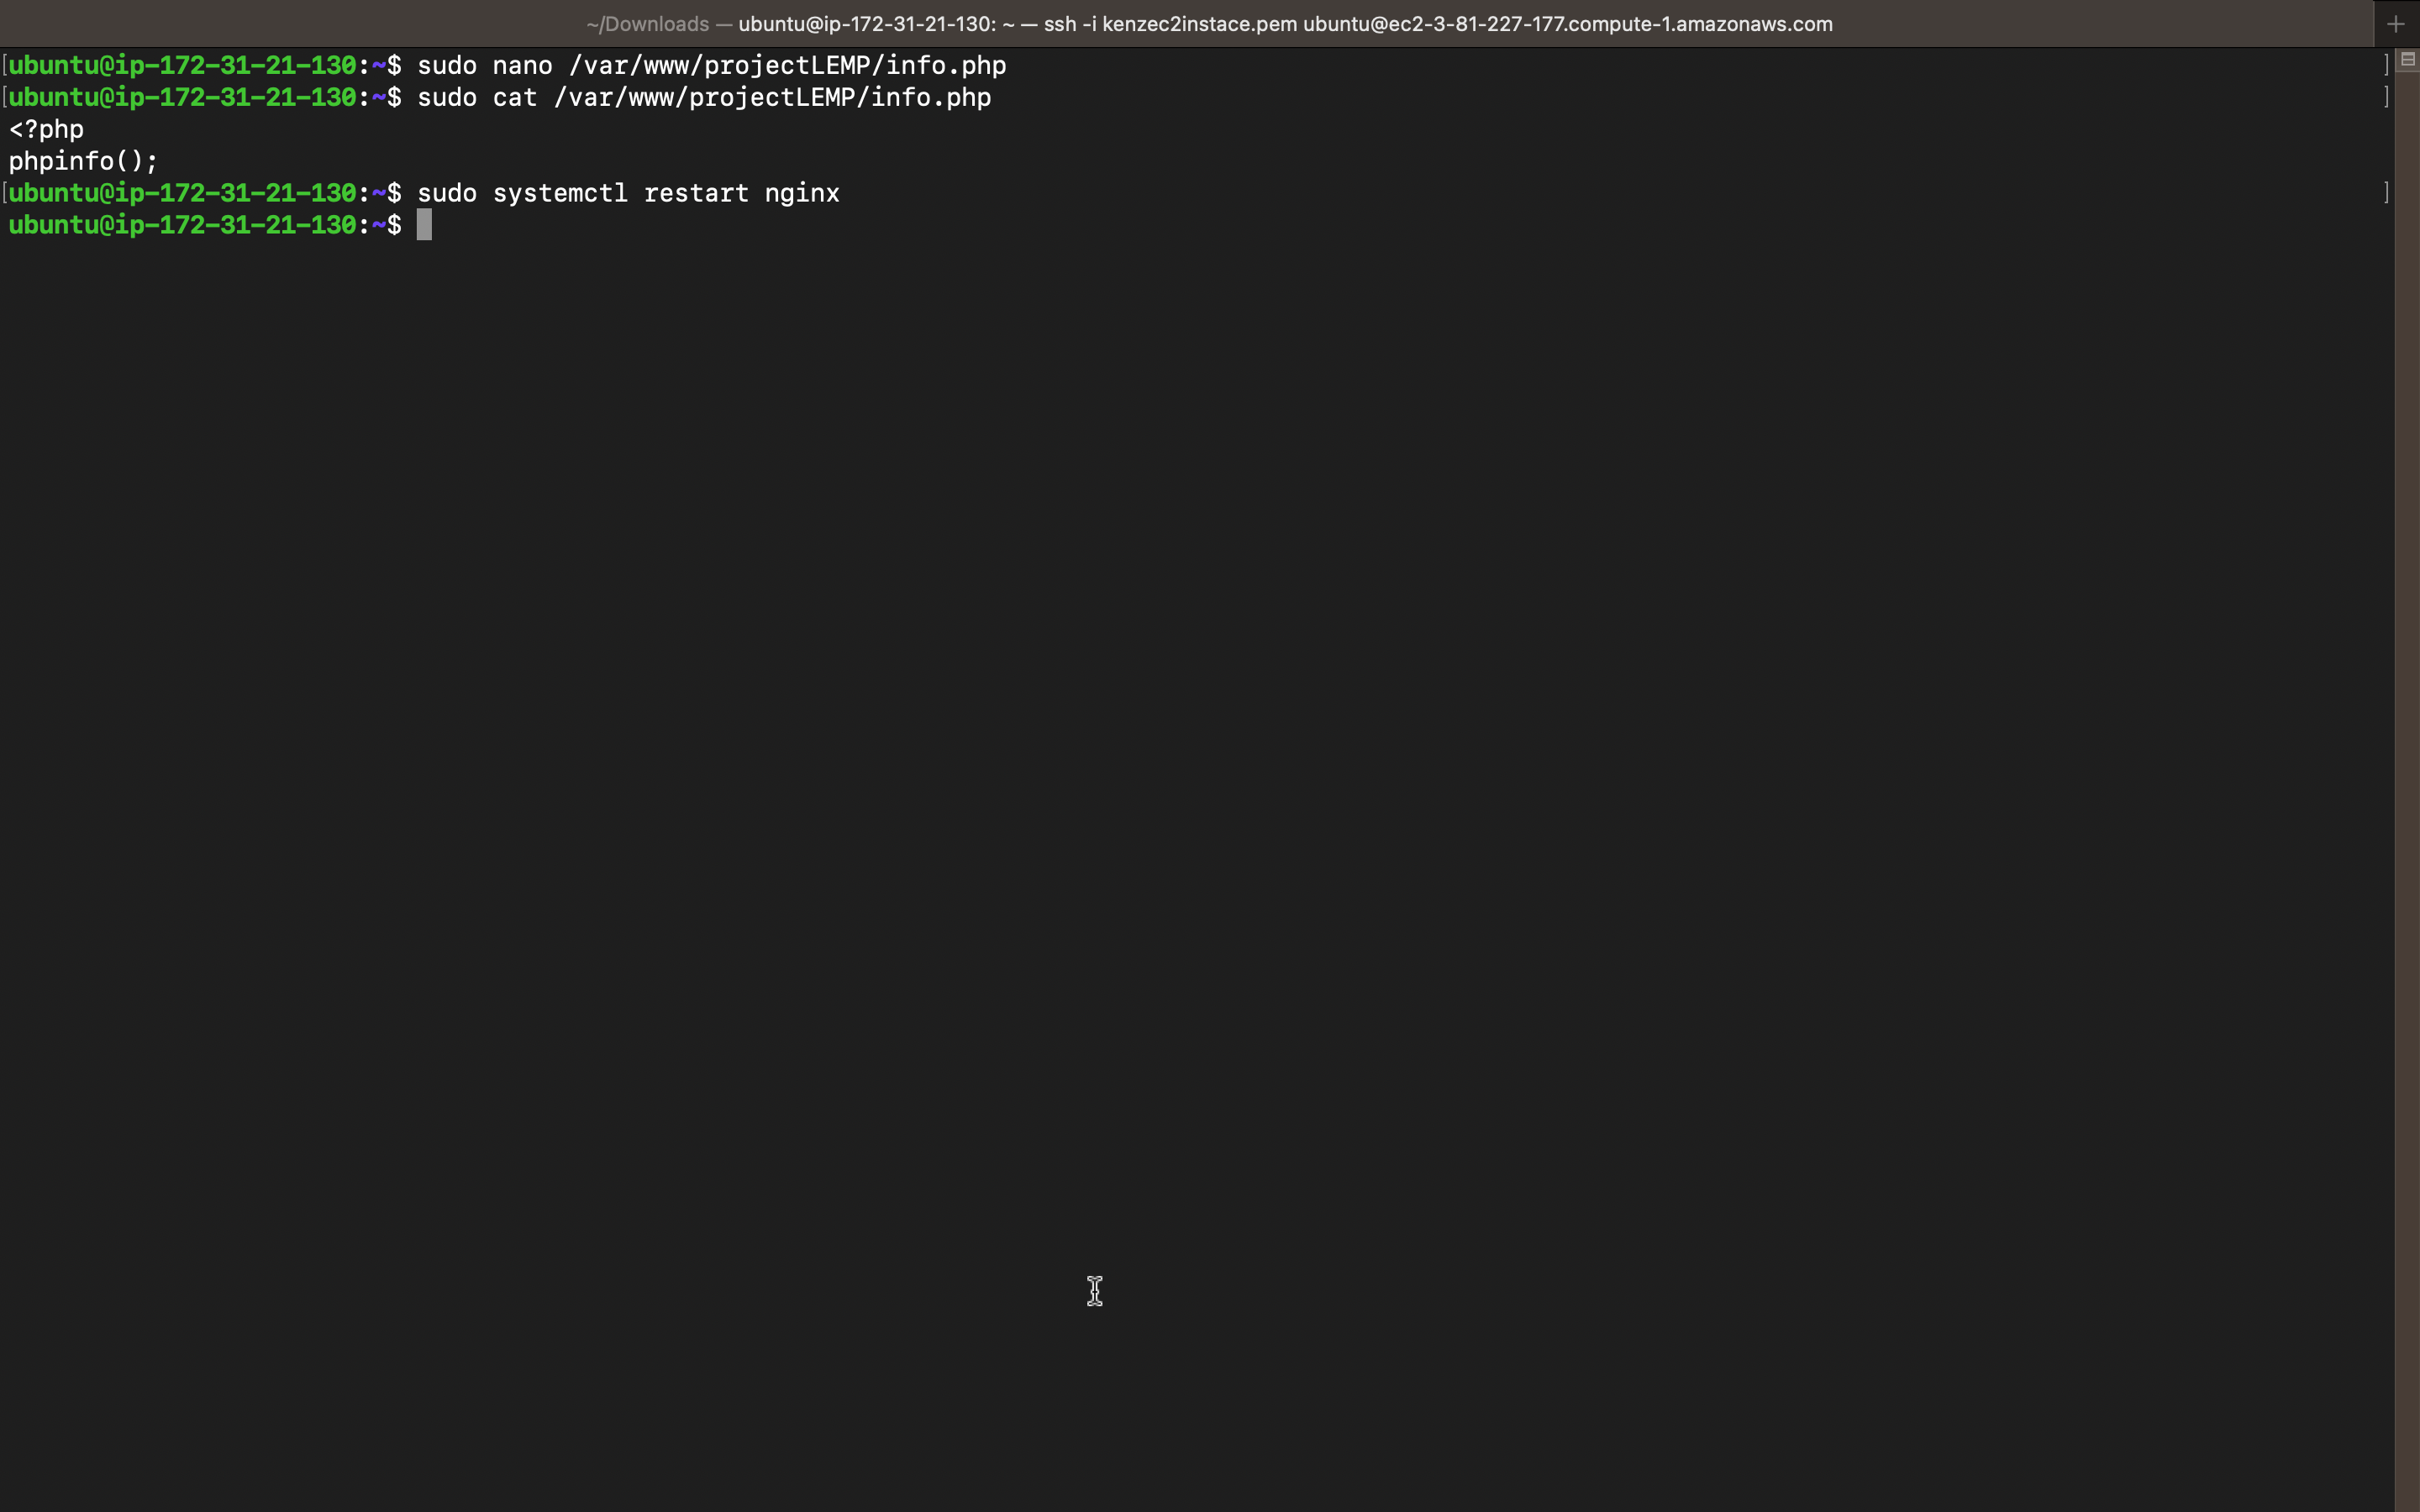 ~/Downloads — ubuntu@ip-172-31-21-130: ~ — ssh -i kenzec2instace.pem ubuntu@ec2-3-81-227-177.compute-1.amazonaws.com
[ubuntu@ip-172-31-21-130:~$ sudo nano /var/www/projectLEMP/info.php ]
[ubuntu@ip-172-31-21-130:~$ sudo cat /var/www/projectLEMP/info.php ]
<?php
phpinfo();
[ubuntu@ip-172-31-21-130:~$ sudo systemctl restart nginx ]
ubuntu@ip-172-31-21-130:~$